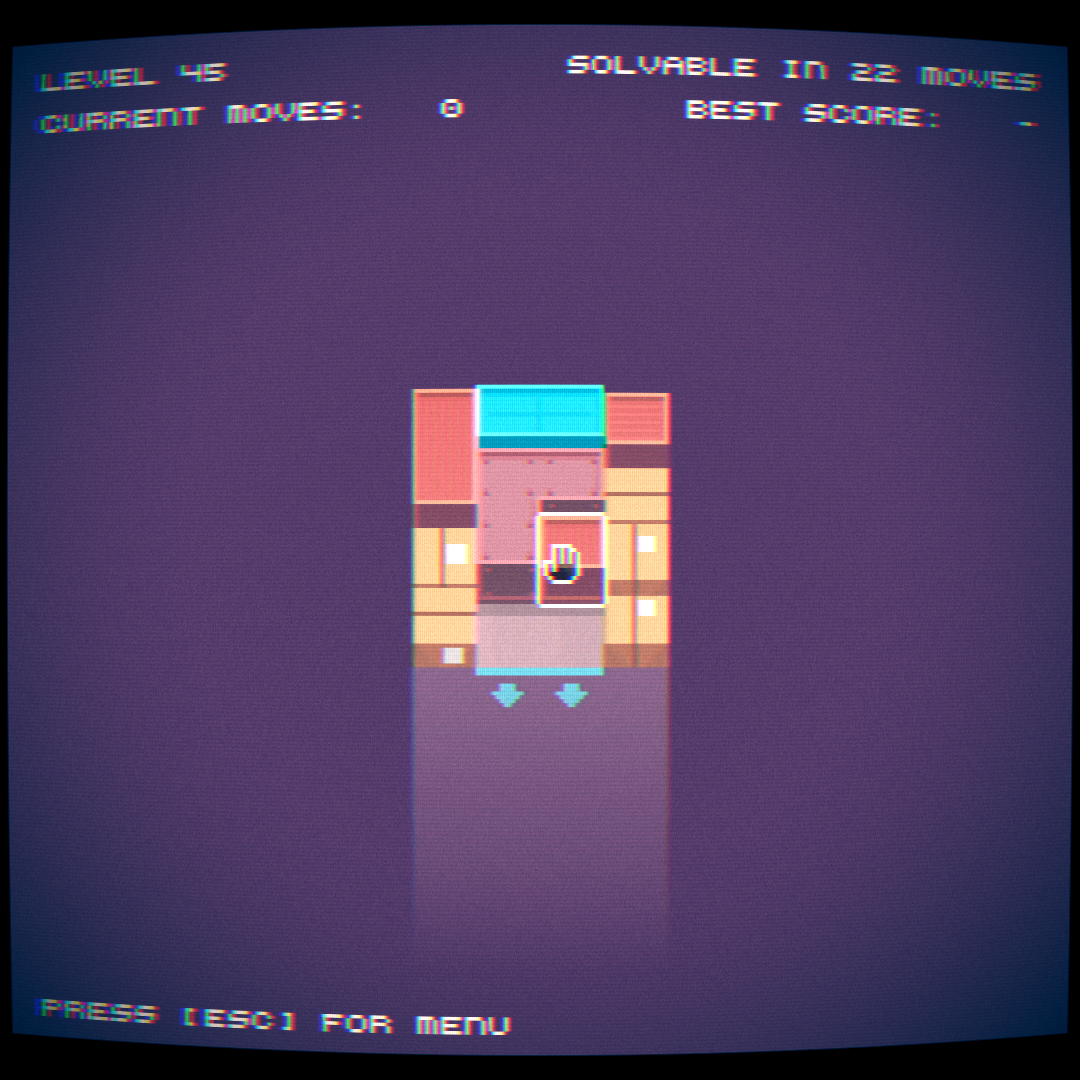 LEVEL 45
SOLVABLE IN 22 MOVES
CURRENT MOVES: 0
BEST SCORE: -
PRESS [ESC] FOR MENU